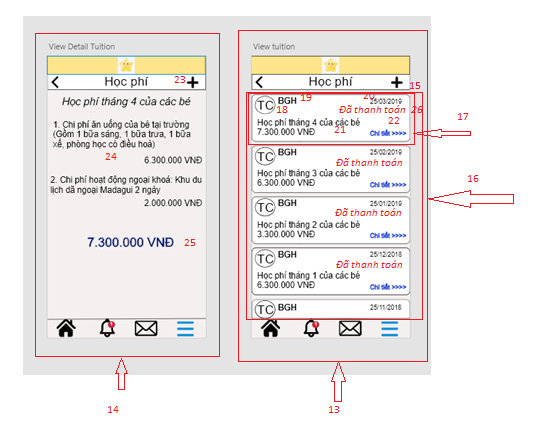 View Detail Tuition
Học phí
23
Học phí tháng 4 của các bé
1. Chi phí ăn uống của bé tại trường
(Gồm 1 bữa sáng, 1 bữa trưa, 1 bữa
xế, phòng học có điều hoà)
24
6.300.000 VNĐ
2. Chi phí hoạt động ngoại khoá: Khu du
lịch dã ngoại Madagui 2 ngày
2.000.000 VNĐ
7.300.000 VNĐ
25
14
View tuition
Học phí
15
TC
18
BGH
19
20
25/03/2019
Đã thanh toán
26
Học phí tháng 4 của các bé
7.300.000 VNĐ
21
22
Chi tiết >>>>
17
TC
BGH
25/02/2019
Đã thanh toán
Học phí tháng 3 của các bé
6.300.000 VNĐ
Chi tiết >>>>
16
TC
BGH
25/01/2019
Đã thanh toán
Học phí tháng 2 của các bé
3.300.000 VNĐ
Chi tiết >>>>
TC
BGH
25/12/2018
Đã thanh toán
Học phí tháng 1 của các bé
6.300.000 VNĐ
Chi tiết >>>>
TC
BGH
25/11/2018
13